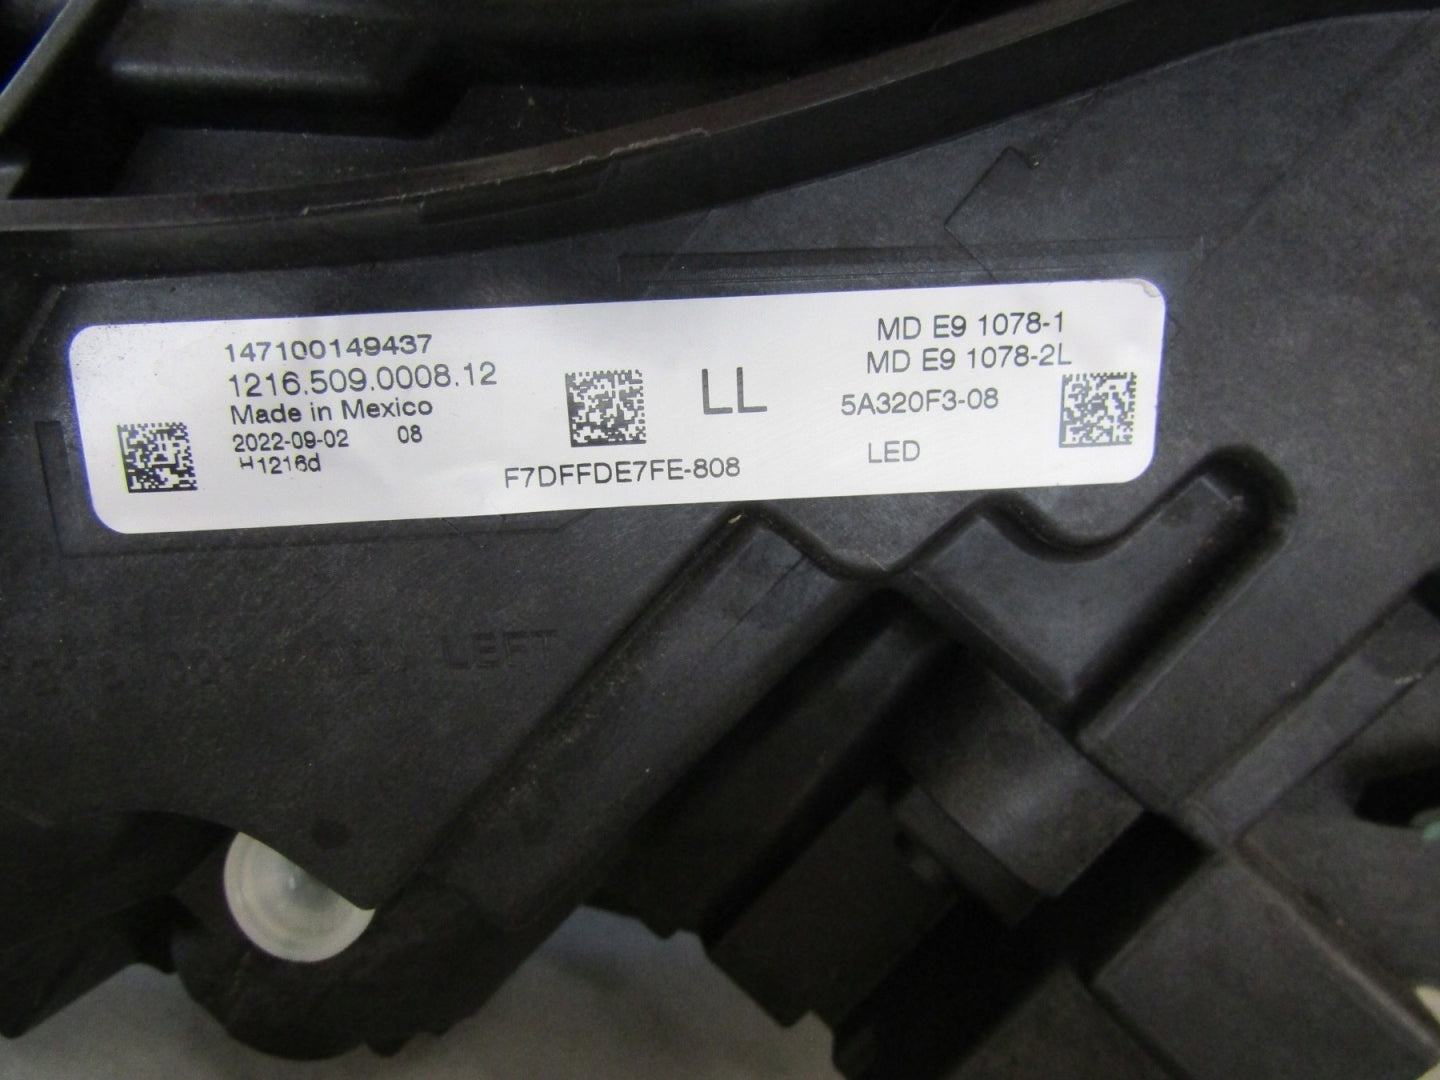 147100149437
1216.509.0008.12
Made in Mexico
2022-09-02 08
H1216d
LL
F7DFFDE7FE-808
MD E9 1078-1
MD E9 1078-2L
5A320F3-08
LED
LEFT